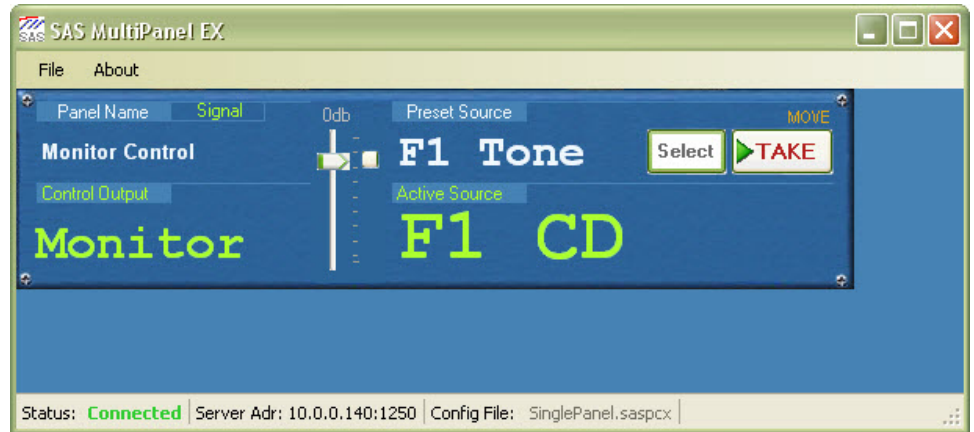 SAS MultiPanel EX
File About
Panel Name Signal 0db Preset Source MOVE
Monitor Control F1 Tone Select TAKE
Control Output Active Source
Monitor F1 CD
Status: Connected Server Adr: 10.0.0.140:1250 Config File: SinglePanel.saspcx